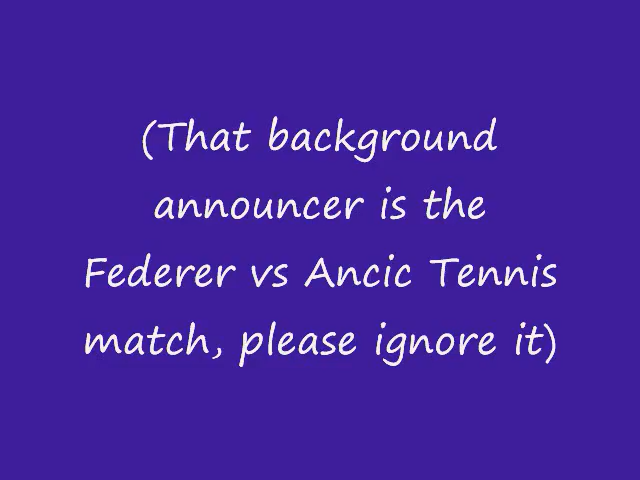 (That background
announcer is the
Federer vs Ancic Tennis
match, please ignore it)